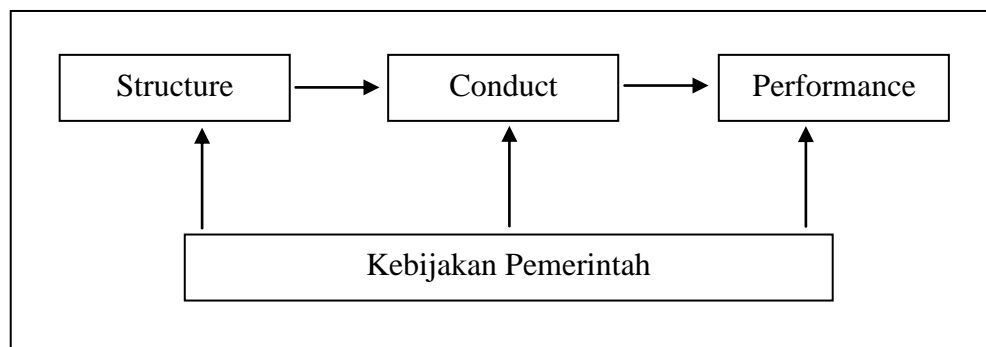 Structure
Conduct
Performance
Kebijakan Pemerintah